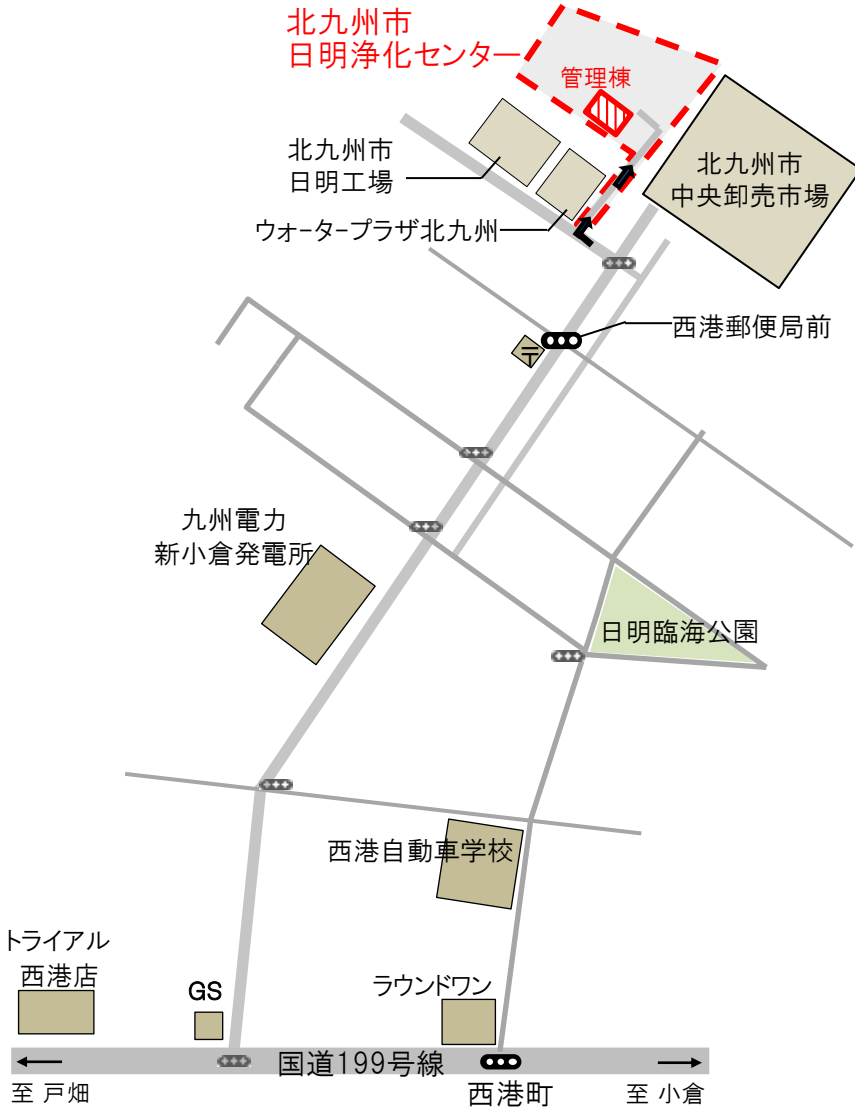 北九州市
日明浄化センター
管理棟
北九州市
日明工場
北九州市
中央卸売市場
ウォータープラザ北九州
西港郵便局前
〒
九州電力
新小倉発電所
日明臨海公園
西港自動車学校
トライアル
西港店
GS
ラウンドワン
国道199号線
至 戸畑
西港町
至 小倉